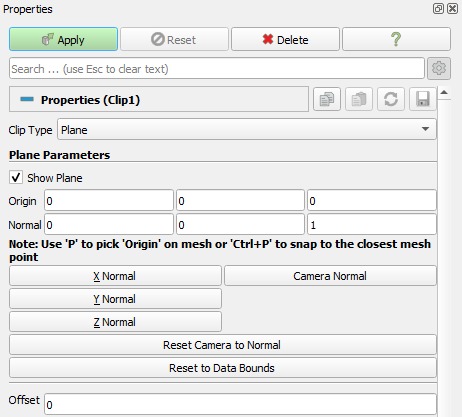 Properties
Apply Reset Delete ?
Search ... (use Esc to clear text)
Properties (Clip1)
Clip Type Plane
Plane Parameters
Show Plane
Origin 0 0 0
Normal 0 0 1
Note: Use 'P' to pick 'Origin' on mesh or 'Ctrl+P' to snap to the closest mesh
point
X Normal Camera Normal
Y Normal
Z Normal
Reset Camera to Normal
Reset to Data Bounds
Offset 0